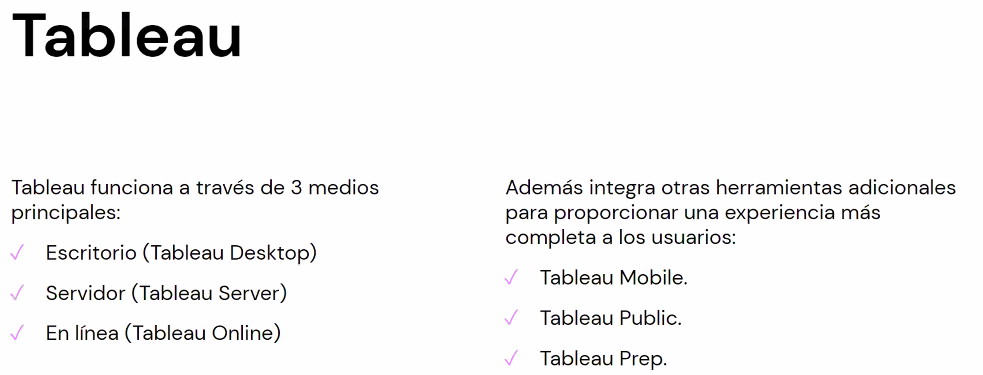 Tableau
Tableau funciona a través de 3 medios
principales:
✓ Escritorio (Tableau Desktop)
✓ Servidor (Tableau Server)
✓ En línea (Tableau Online)
Además integra otras herramientas adicionales
para proporcionar una experiencia más
completa a los usuarios:
✓ Tableau Mobile.
✓ Tableau Public.
✓ Tableau Prep.